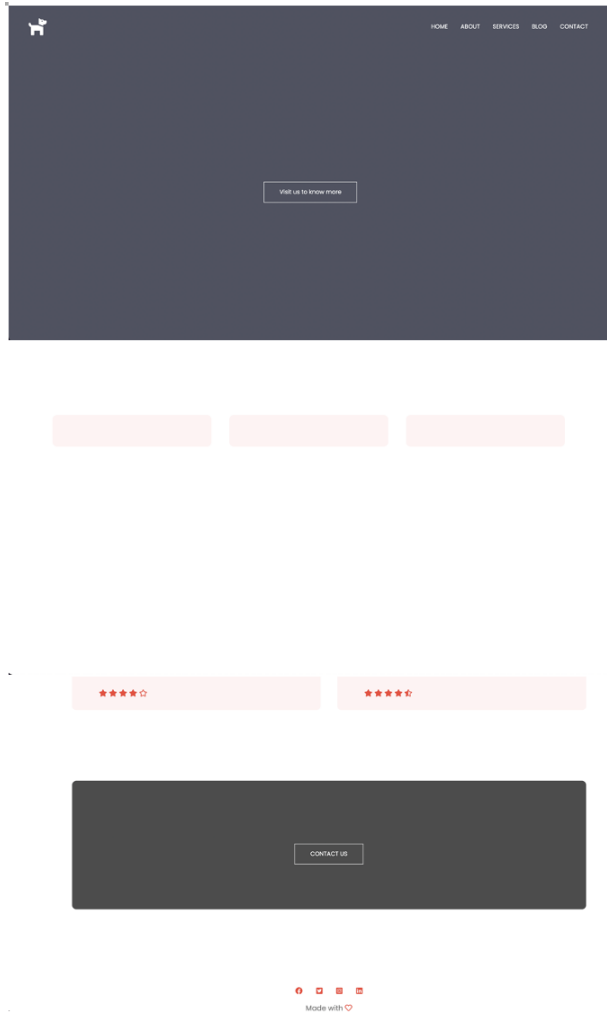 HOME ABOUT SERVICES BLOG CONTACT
Visit us to know more
CONTACT US
Made with